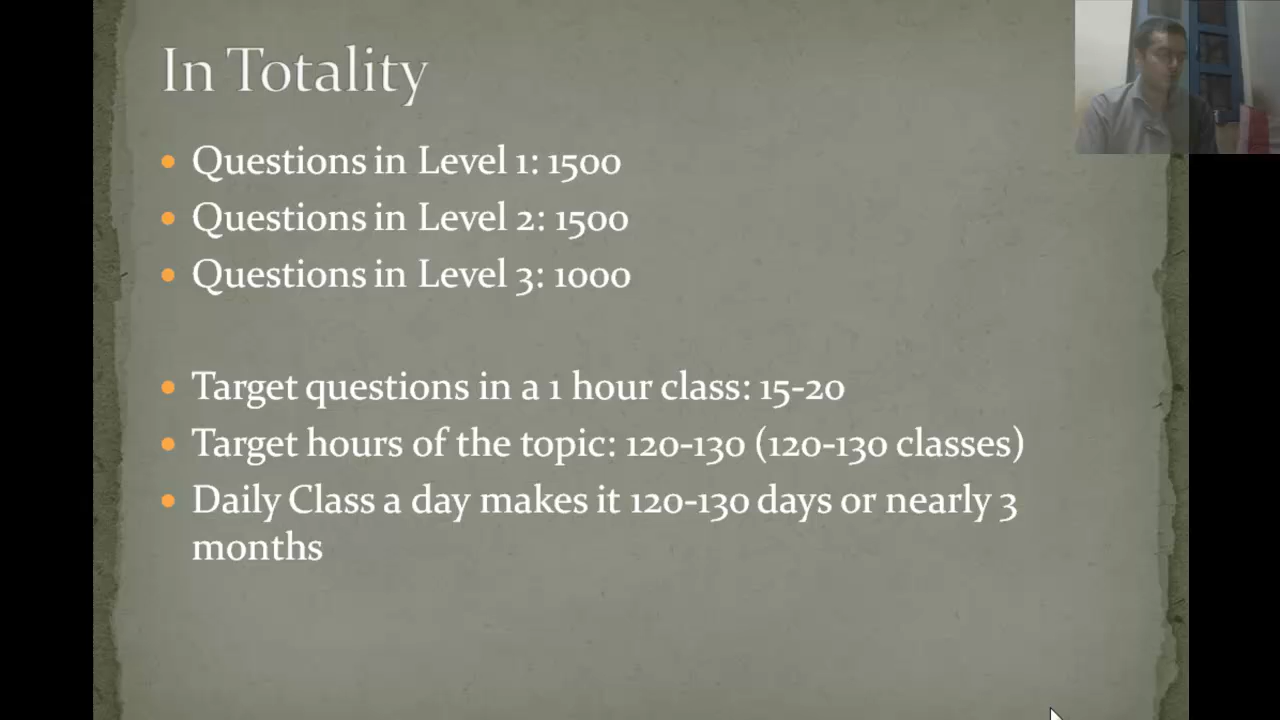 In Totality
Questions in Level 1: 1500
Questions in Level 2: 1500
Questions in Level 3: 1000
Target questions in a 1 hour class: 15-20
Target hours of the topic: 120-130 (120-130 classes)
Daily Class a day makes it 120-130 days or nearly 3
months